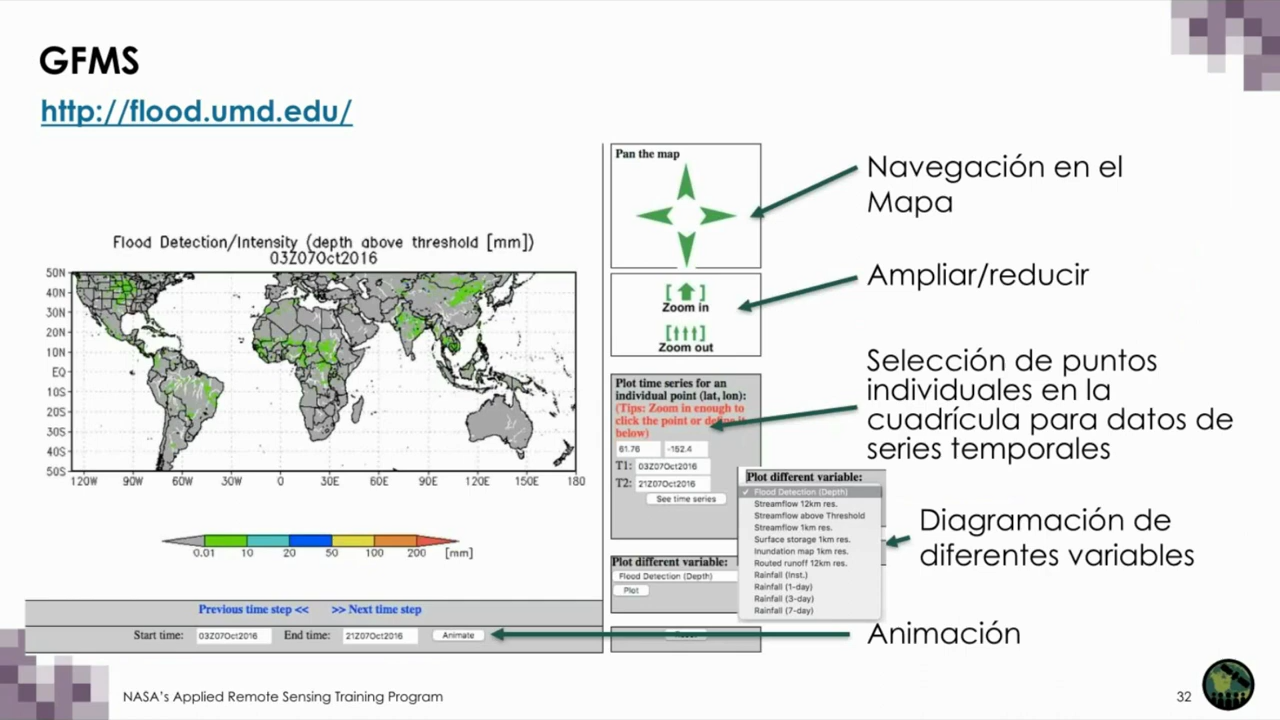 GFMS
http://flood.umd.edu/
Flood Detection/Intensity (depth above threshold [mm])
03Z07Oct2016
50N
40N
30N
20N
10N
EQ
10S
20S
30S
40S
50S
120W 90W 60W 30W 0 30E 60E 90E 120E 150E 180
0.01 10 20 50 100 200 [mm]
Previous time step << >> Next time step
Start time: 03Z07Oct2016 End time: 21Z07Oct2016 Animate
Pan the map
Zoom in
Zoom out
Plot time series for an
individual point (lat, lon):
(Tips: Zoom in enough to
click the point or define it
below)
61.76 -152.4
T1: 03Z07Oct2016
T2: 21Z07Oct2016
See time series
Plot different variable:
Flood Detection (Depth)
Plot
Plot different variable:
✓ Flood Detection (Depth)
Streamflow 12km res.
Streamflow above Threshold
Streamflow 1km res.
Surface storage 1km res.
Inundation map 1km res.
Routed runoff 12km res.
Rainfall (Inst.)
Rainfall (1-day)
Rainfall (3-day)
Rainfall (7-day)
Navegación en el
Mapa
Ampliar/reducir
Selección de puntos
individuales en la
cuadrícula para datos de
series temporales
Diagramación de
diferentes variables
Animación
NASA's Applied Remote Sensing Training Program
32